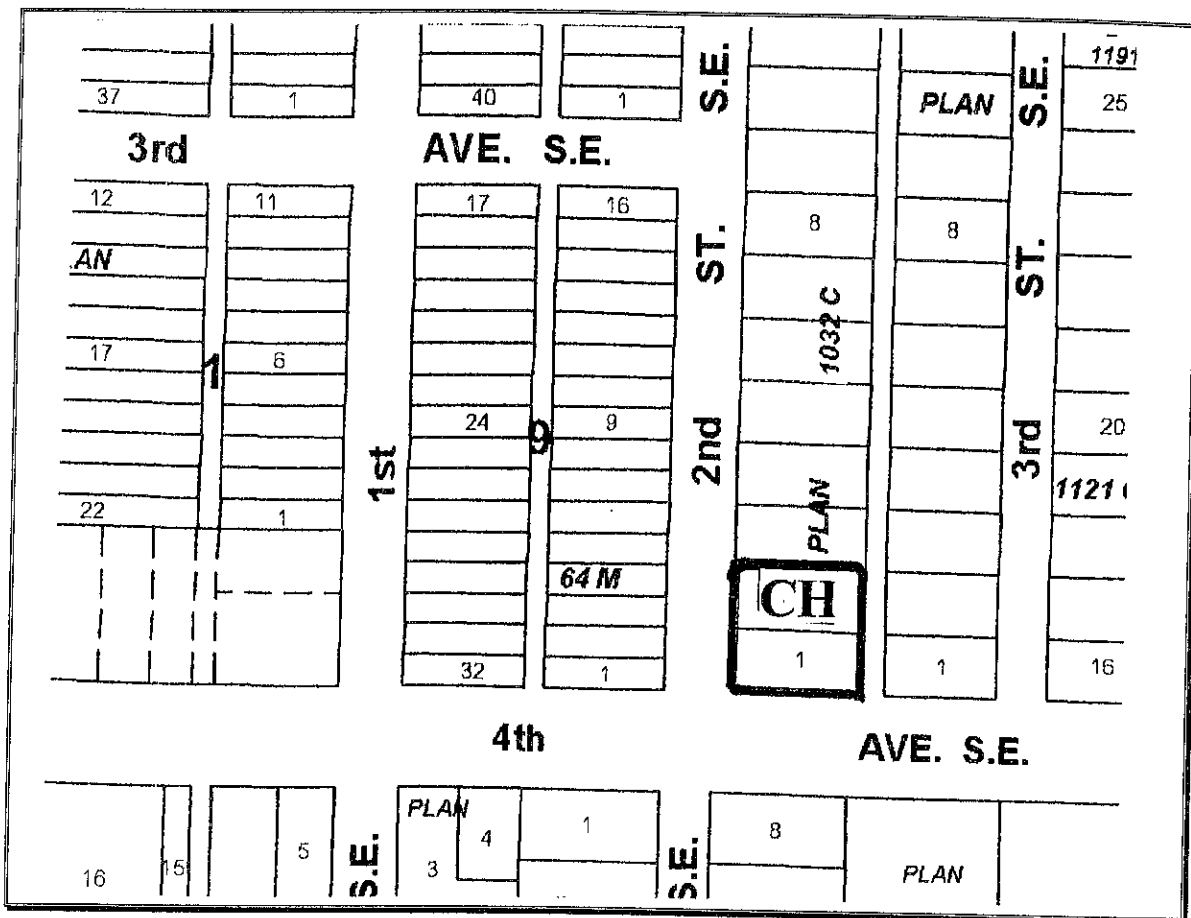 1191
37 1 40 1 S.E. PLAN S.E. 25
3rd AVE. S.E.
12 11 17 16 8 8
AN ST. ST.
1032 C
17 1 6
24 9 9 2nd 3rd 20
1st
22 1 PLAN 1121
64 M CH
32 1 1 1 16
4th AVE. S.E.
PLAN
16 15 5 S.E. 3 4 1 S.E. 8 PLAN